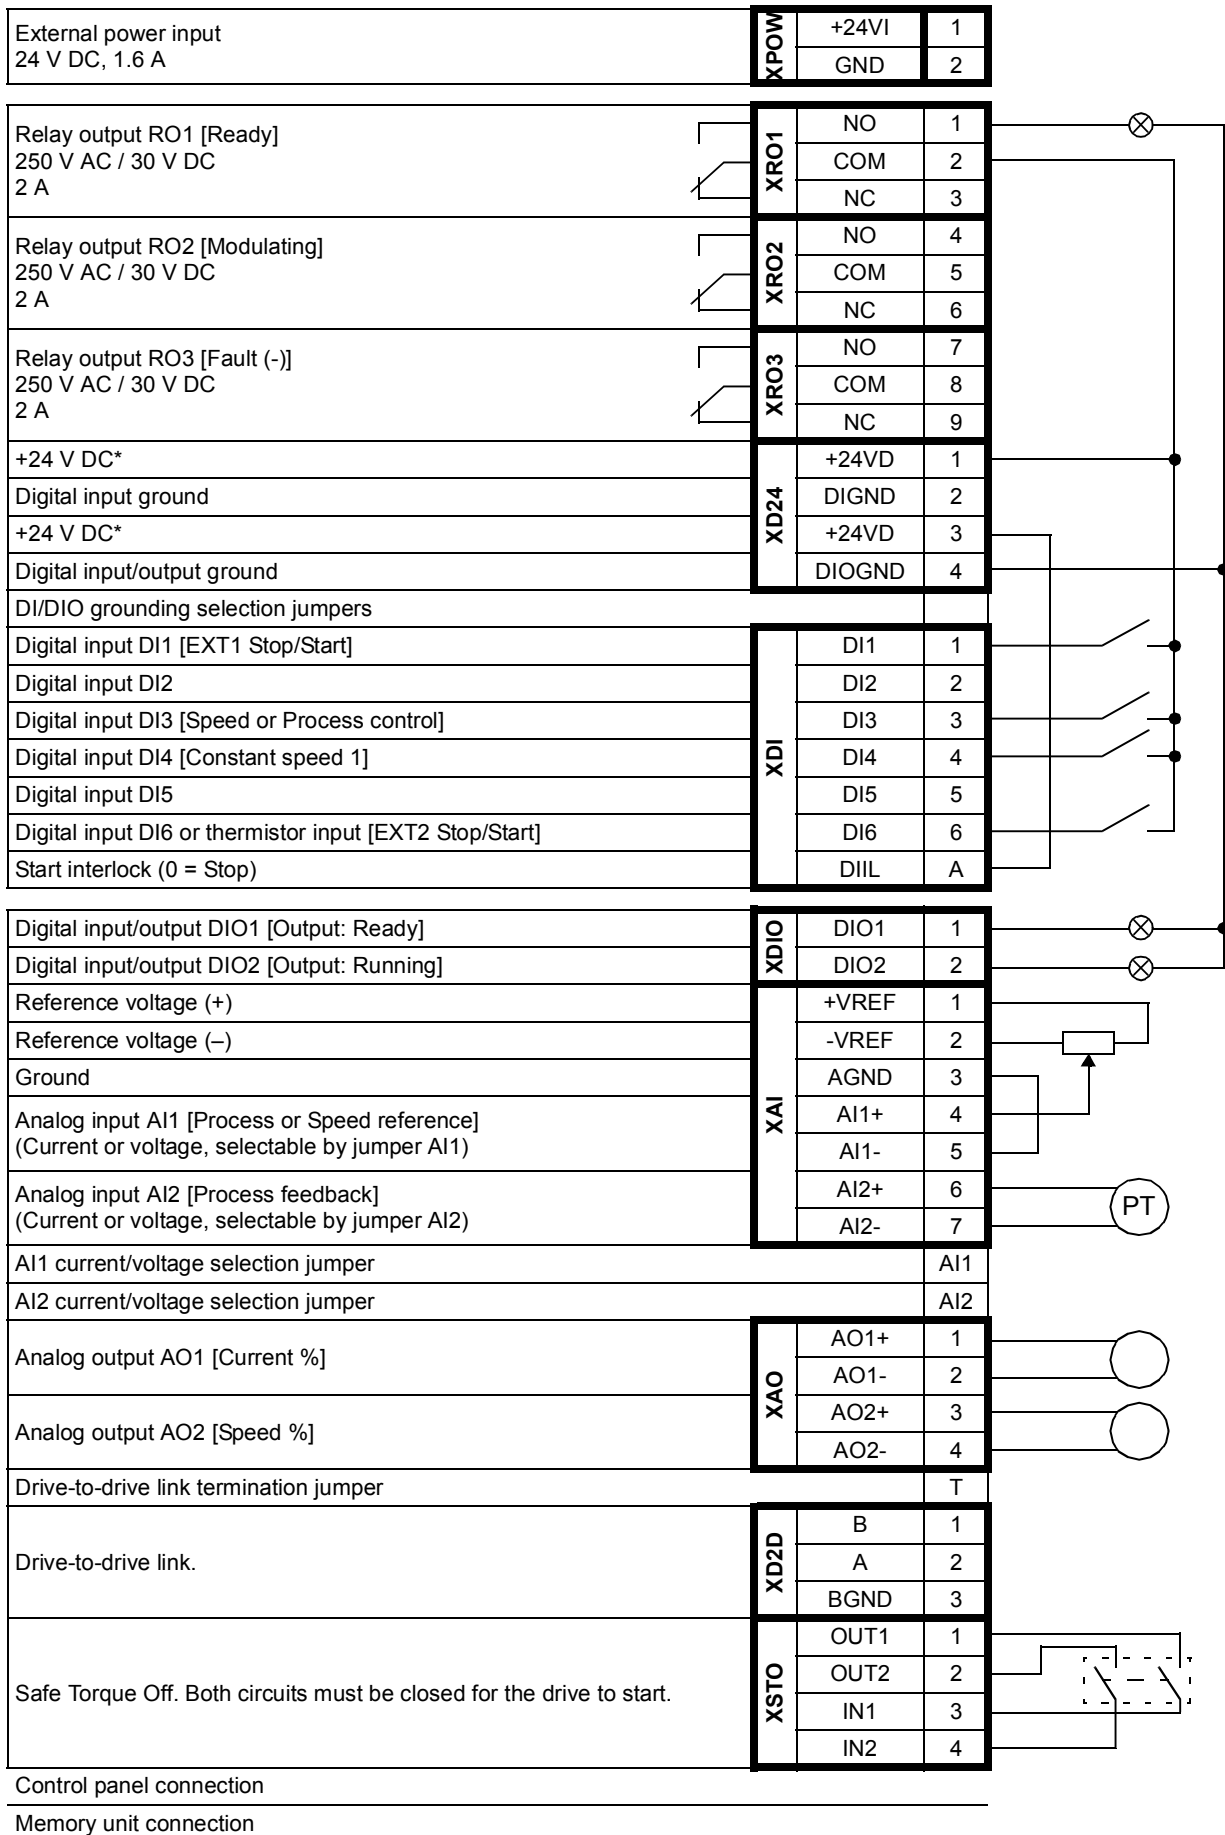 External power input
24 V DC, 1.6 A
XPOW
+24VI 1
GND 2
Relay output RO1 [Ready]
250 V AC / 30 V DC
2 A
XRO1
NO 1
COM 2
NC 3
Relay output RO2 [Modulating]
250 V AC / 30 V DC
2 A
XRO2
NO 4
COM 5
NC 6
Relay output RO3 [Fault (-)]
250 V AC / 30 V DC
2 A
XRO3
NO 7
COM 8
NC 9
XD24
+24 V DC* +24VD 1
Digital input ground DIGND 2
+24 V DC* +24VD 3
Digital input/output ground DIOGND 4
DI/DIO grounding selection jumpers
XDI
Digital input DI1 [EXT1 Stop/Start] DI1 1
Digital input DI2 DI2 2
Digital input DI3 [Speed or Process control] DI3 3
Digital input DI4 [Constant speed 1] DI4 4
Digital input DI5 DI5 5
Digital input DI6 or thermistor input [EXT2 Stop/Start] DI6 6
Start interlock (0 = Stop) DIIL A
XDIO
Digital input/output DIO1 [Output: Ready] DIO1 1
Digital input/output DIO2 [Output: Running] DIO2 2
XAI
Reference voltage (+) +VREF 1
Reference voltage (–) -VREF 2
Ground AGND 3
Analog input AI1 [Process or Speed reference]
(Current or voltage, selectable by jumper AI1)
AI1+ 4
AI1- 5
Analog input AI2 [Process feedback]
(Current or voltage, selectable by jumper AI2)
AI2+ 6
AI2- 7
PT
AI1 current/voltage selection jumper AI1
AI2 current/voltage selection jumper AI2
Analog output AO1 [Current %]
XAO
AO1+ 1
AO1- 2
Analog output AO2 [Speed %]
AO2+ 3
AO2- 4
Drive-to-drive link termination jumper T
Drive-to-drive link.
XD2D
B 1
A 2
BGND 3
Safe Torque Off. Both circuits must be closed for the drive to start.
XSTO
OUT1 1
OUT2 2
IN1 3
IN2 4
Control panel connection
Memory unit connection